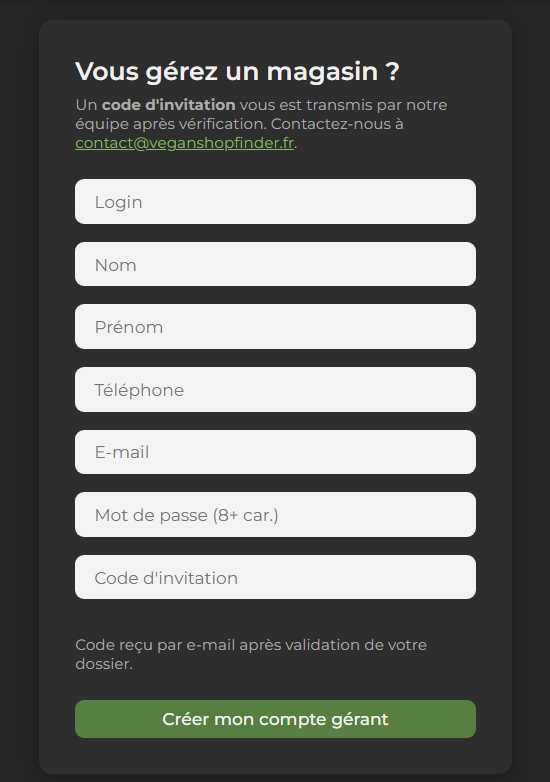 Vous gérez un magasin ?
Un code d'invitation vous est transmis par notre
équipe après vérification. Contactez-nous à
contact@veganshopfinder.fr.
Login
Nom
Prénom
Téléphone
E-mail
Mot de passe (8+ car.)
Code d'invitation
Code reçu par e-mail après validation de votre
dossier.
Créer mon compte gérant